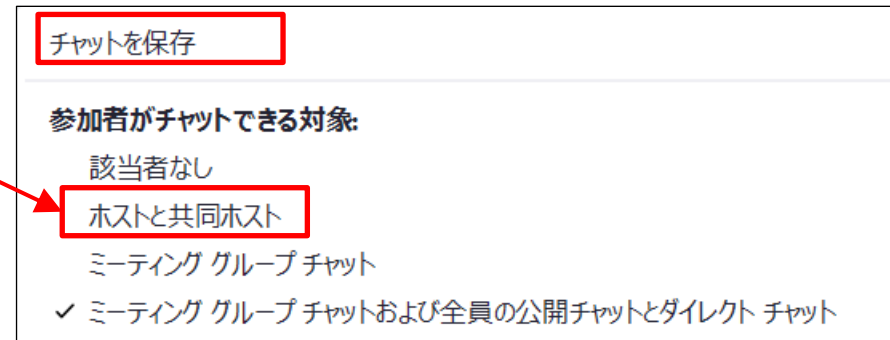 チャットを保存
参加者がチャットできる対象:
該当者なし
ホストと共同ホスト
ミーティング グループ チャット
✓ ミーティング グループ チャットおよび全員の公開チャットとダイレクト チャット